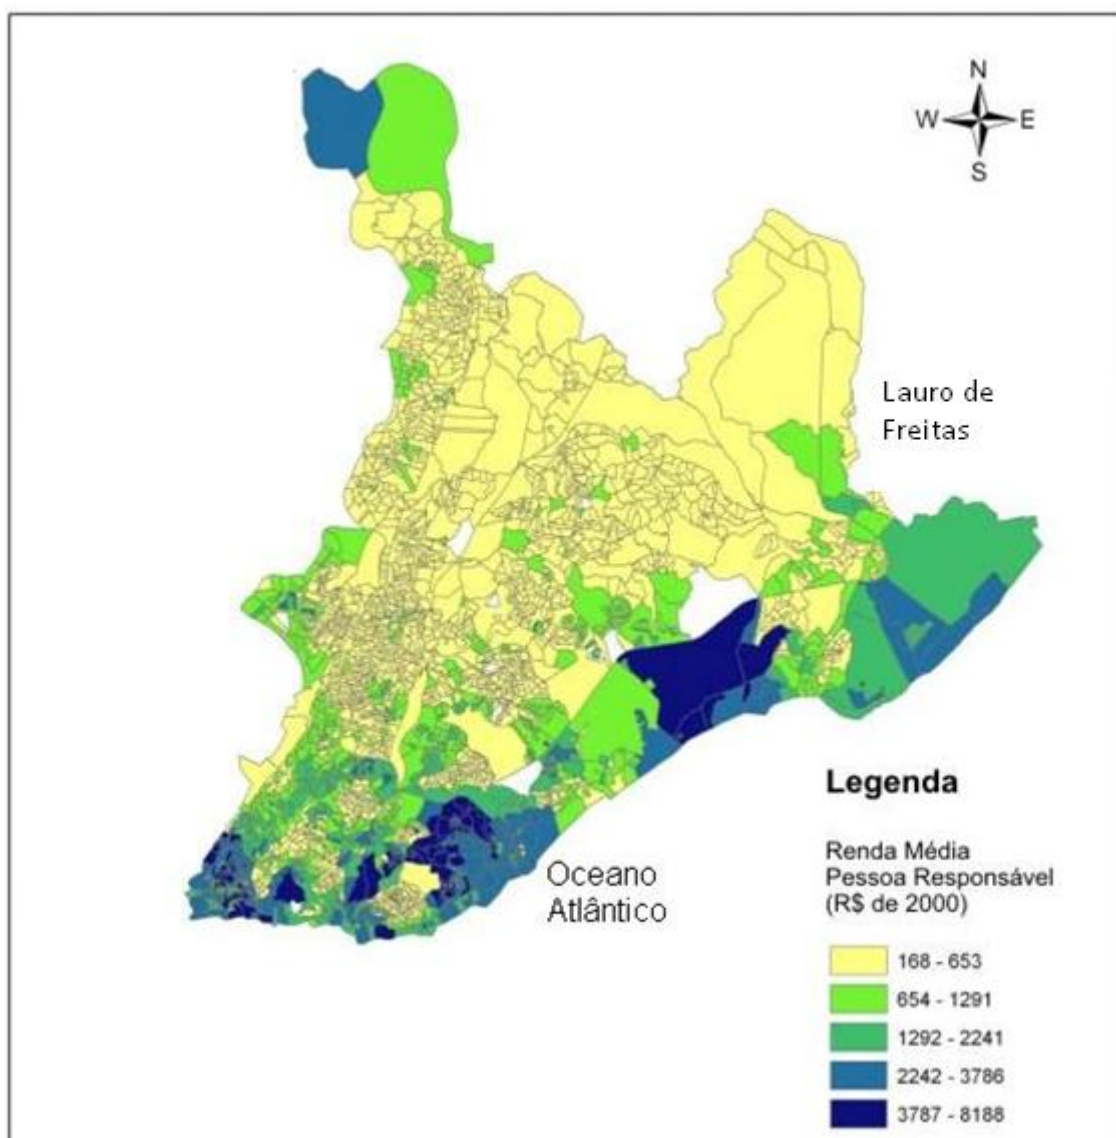 N
W E
S
Lauro de
Freitas
Oceano
Atlântico
Legenda
Renda Média
Pessoa Responsável
(R$ de 2000)
168 - 653
654 - 1291
1292 - 2241
2242 - 3786
3787 - 8188